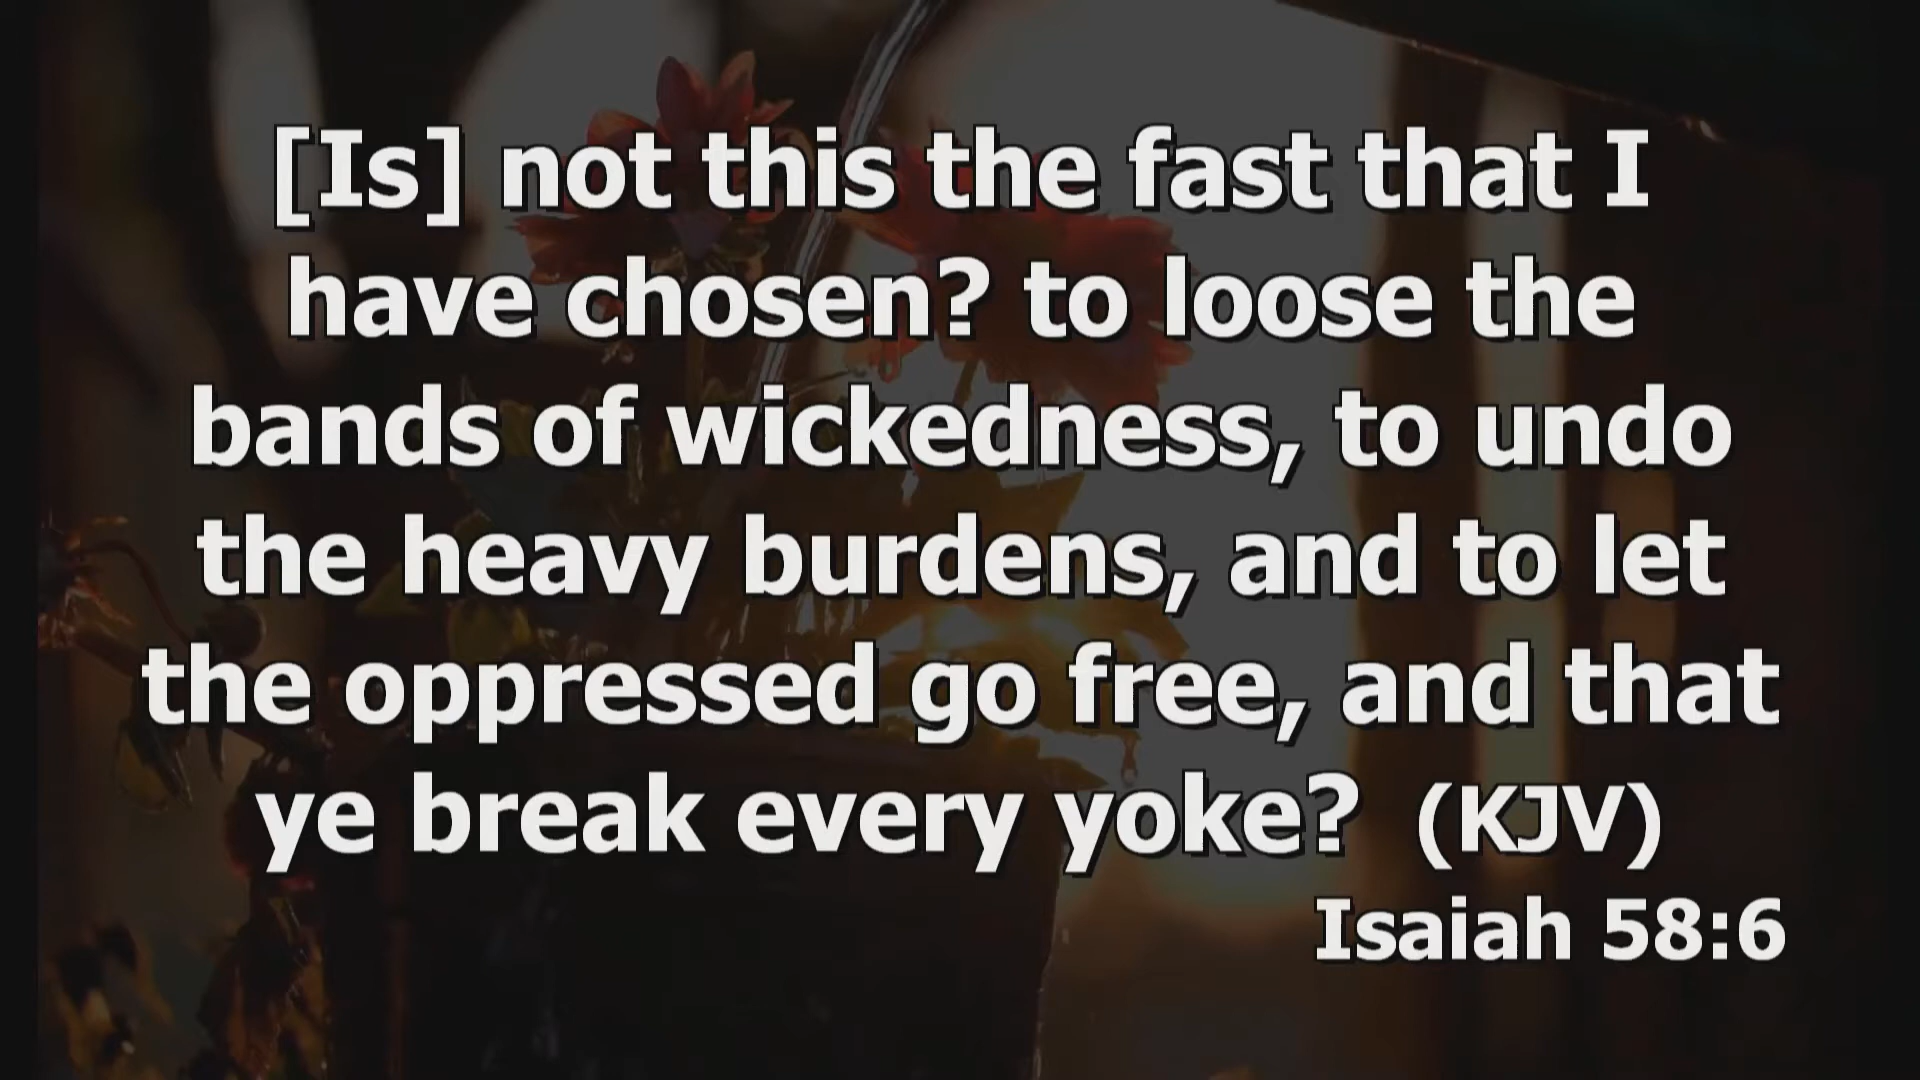 [Is] not this the fast that I
have chosen? to loose the
bands of wickedness, to undo
the heavy burdens, and to let
the oppressed go free, and that
ye break every yoke? (KJV)
Isaiah 58:6